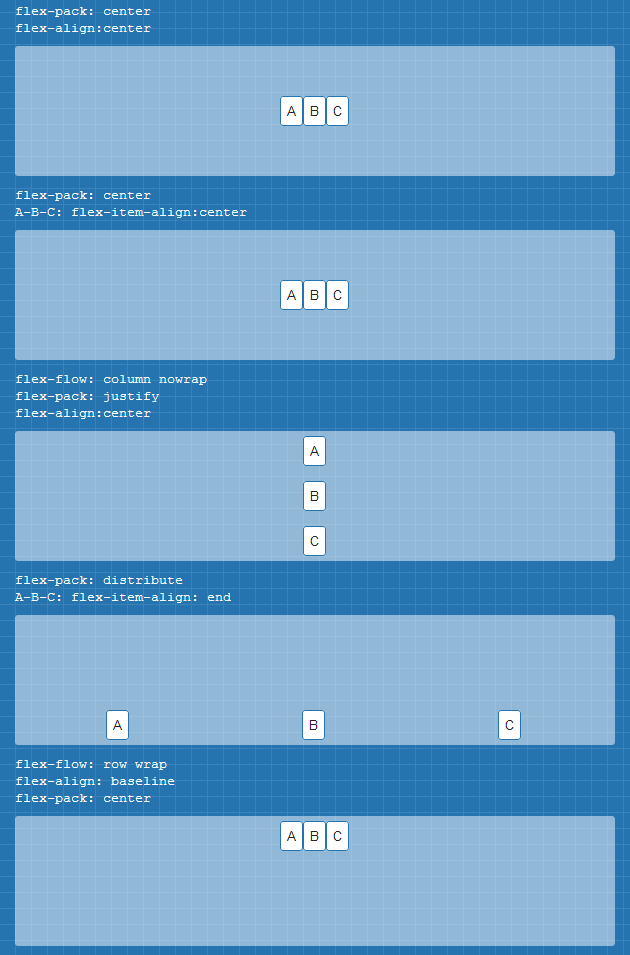 flex-pack: center
flex-align:center
A B C
flex-pack: center
A-B-C: flex-item-align:center
A B C
flex-flow: column nowrap
flex-pack: justify
flex-align:center
A
B
C
flex-pack: distribute
A-B-C: flex-item-align: end
A B C
flex-flow: row wrap
flex-align: baseline
flex-pack: center
A B C